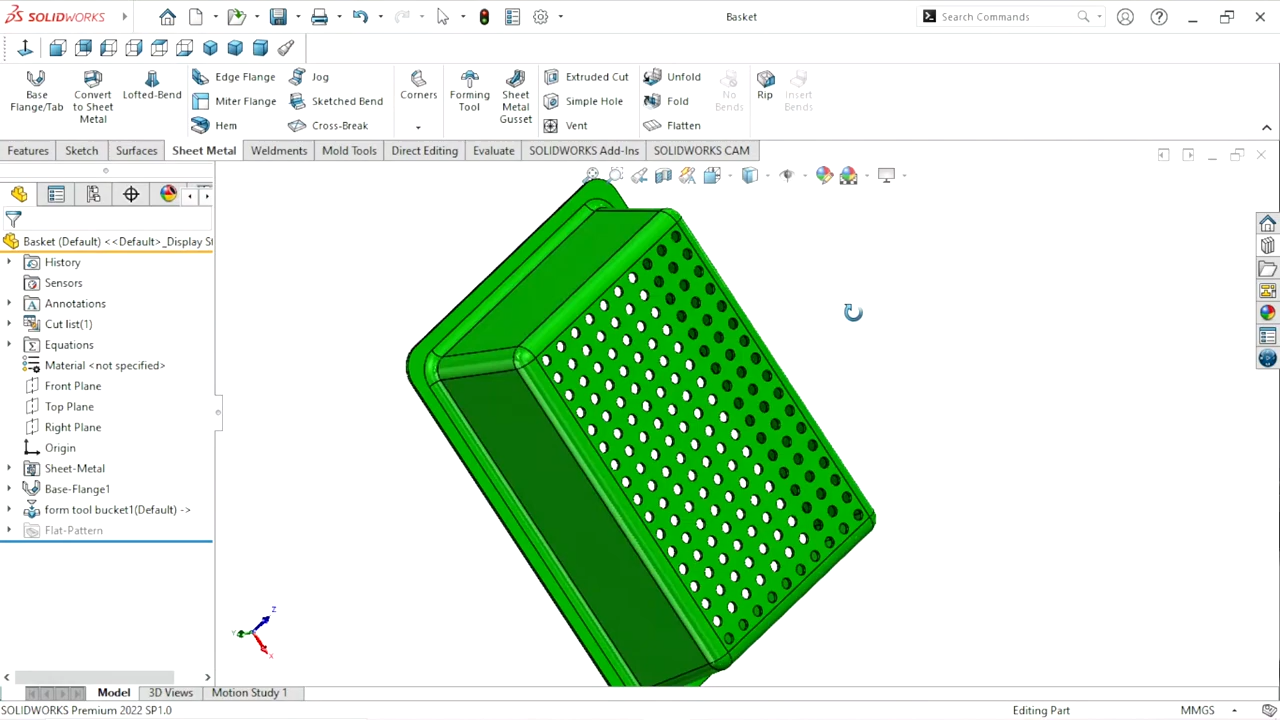 SOLIDWORKS
Basket
Search Commands
Base Flange/Tab
Convert to Sheet Metal
Lofted-Bend
Edge Flange
Miter Flange
Hem
Jog
Sketched Bend
Cross-Break
Corners
Forming Tool
Sheet Metal Gusset
Extruded Cut
Simple Hole
Vent
Unfold
Fold
Flatten
No Bends
Rip
Insert Bends
Features
Sketch
Surfaces
Sheet Metal
Weldments
Mold Tools
Direct Editing
Evaluate
SOLIDWORKS Add-Ins
SOLIDWORKS CAM
Basket (Default) <<Default>_Display St
History
Sensors
Annotations
Cut list(1)
Equations
Material <not specified>
Front Plane
Top Plane
Right Plane
Origin
Sheet-Metal
Base-Flange1
form tool bucket1(Default) ->
Flat-Pattern
Z
Y
X
Model
3D Views
Motion Study 1
SOLIDWORKS Premium 2022 SP1.0
Editing Part
MMGS